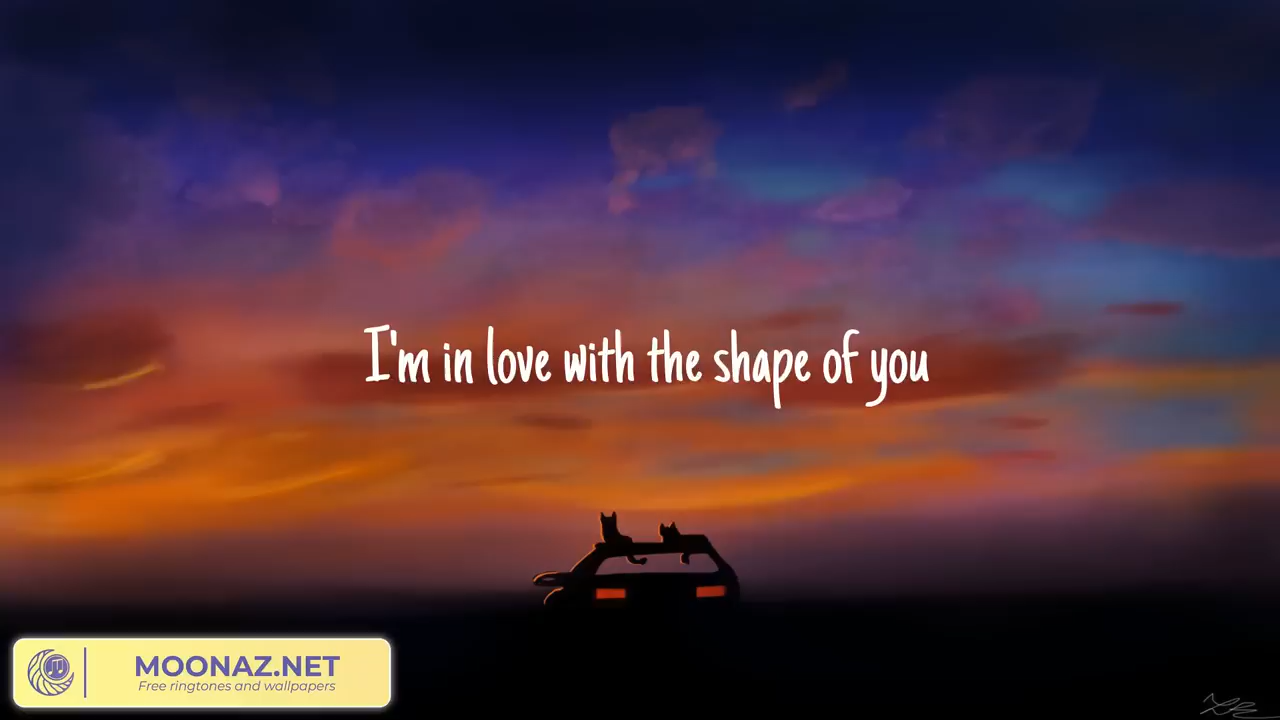 I'm in love with the shape of you
MOONAZ.NET
Free ringtones and wallpapers